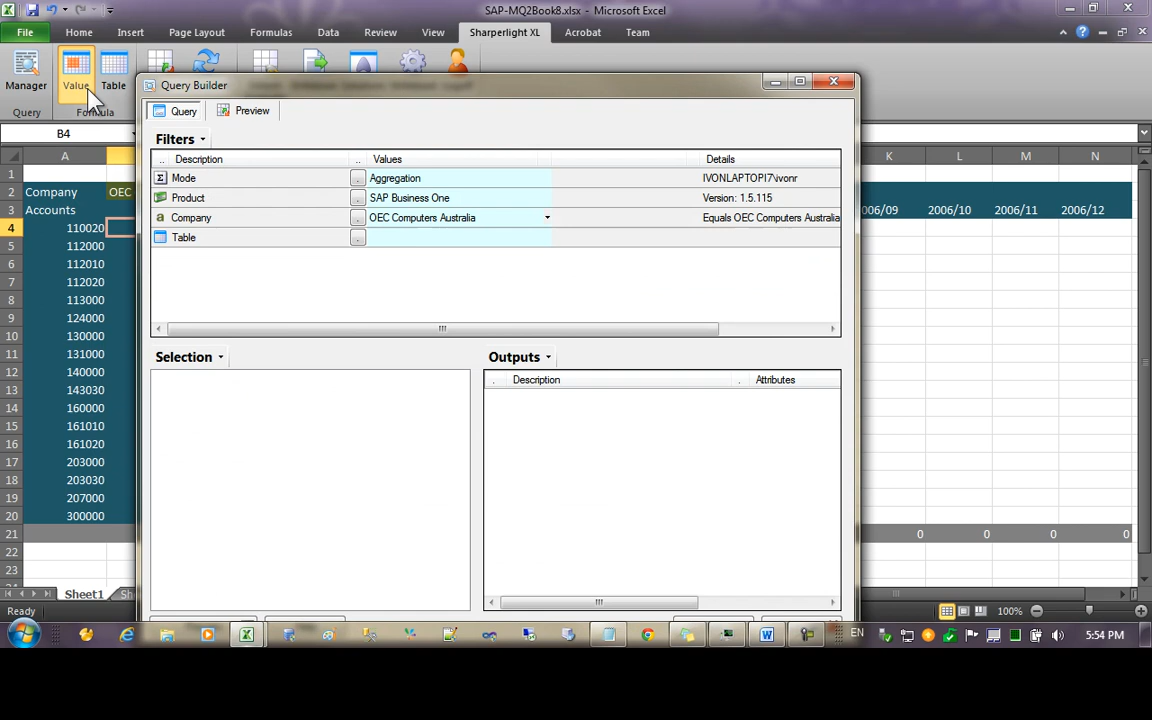 SAP-MQ2Book8.xlsx - Microsoft Excel
File Home Insert Page Layout Formulas Data Review View Sharperlight XL Acrobat Team
Manager Value Table
Query Formula
Query Builder
B4
Query Preview
Filters
.. Description .. Values Details
Mode . Aggregation IVONLAPTOPI7\ivonr
Product . SAP Business One Version: 1.5.115
a Company . OEC Computers Australia Equals OEC Computers Australia
Table .
Selection Outputs
. Description . Attributes
A K L M N
1
2 Company OEC
3 Accounts 2006/10 2006/11 2006/12
4 110020
5 112000
6 112010
7 112020
8 113000
9 124000
10 130000
11 131000
12 140000
13 143030
14 160000
15 161010
16 161020
17 203000
18 203030
19 207000
20 300000
21 0 0 0 0
22
23
Sheet1
Ready 100%
EN 5:54 PM